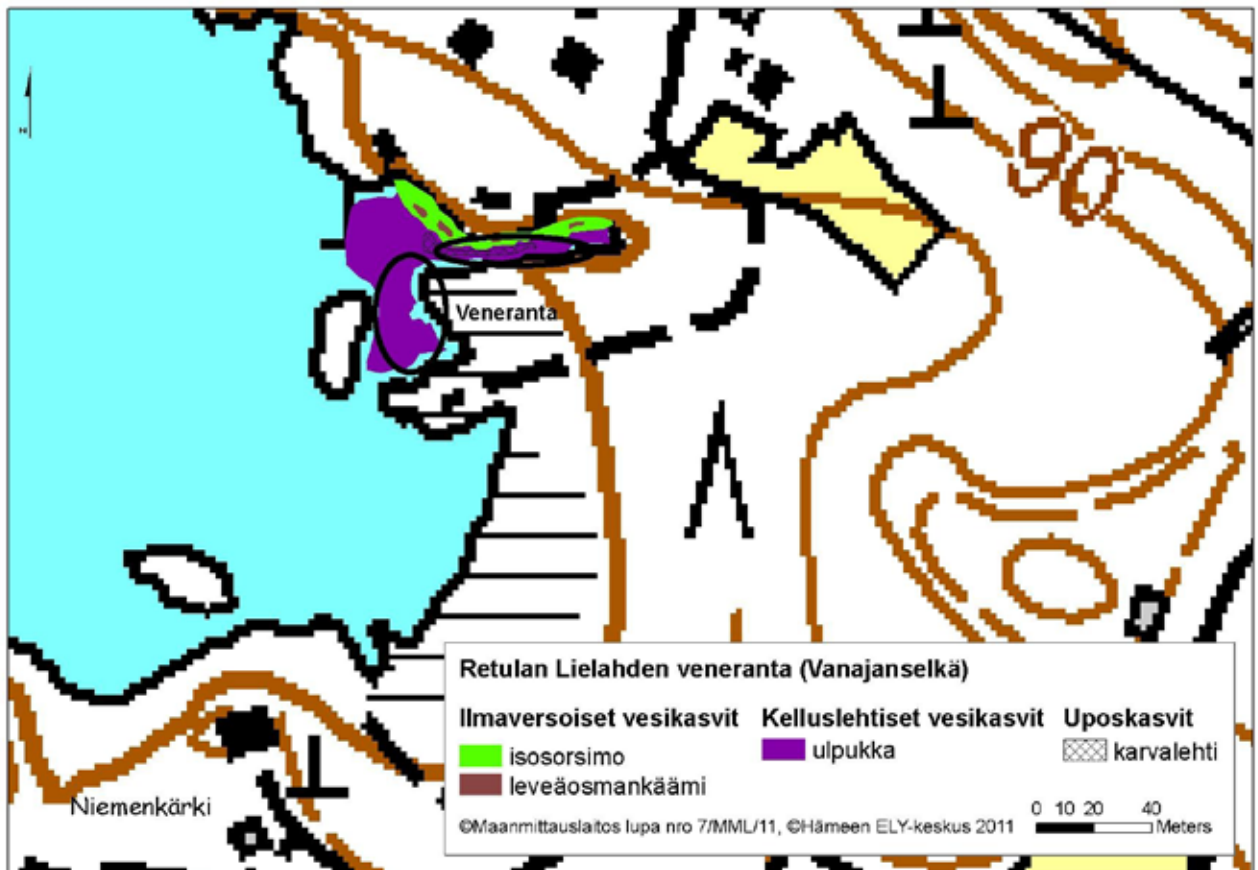 N
90
Veneranta
Retulan Lielahden veneranta (Vanajanselkä)
Ilmaversoiset vesikasvit Kelluslehtiset vesikasvit Uposkasvit
isosorsimo ulpukka karvalehti
leveäosmankäämi
Niemenkärki
0 10 20 40
Meters
©Maanmittauslaitos lupa nro 7/MML/11, ©Hämeen ELY-keskus 2011